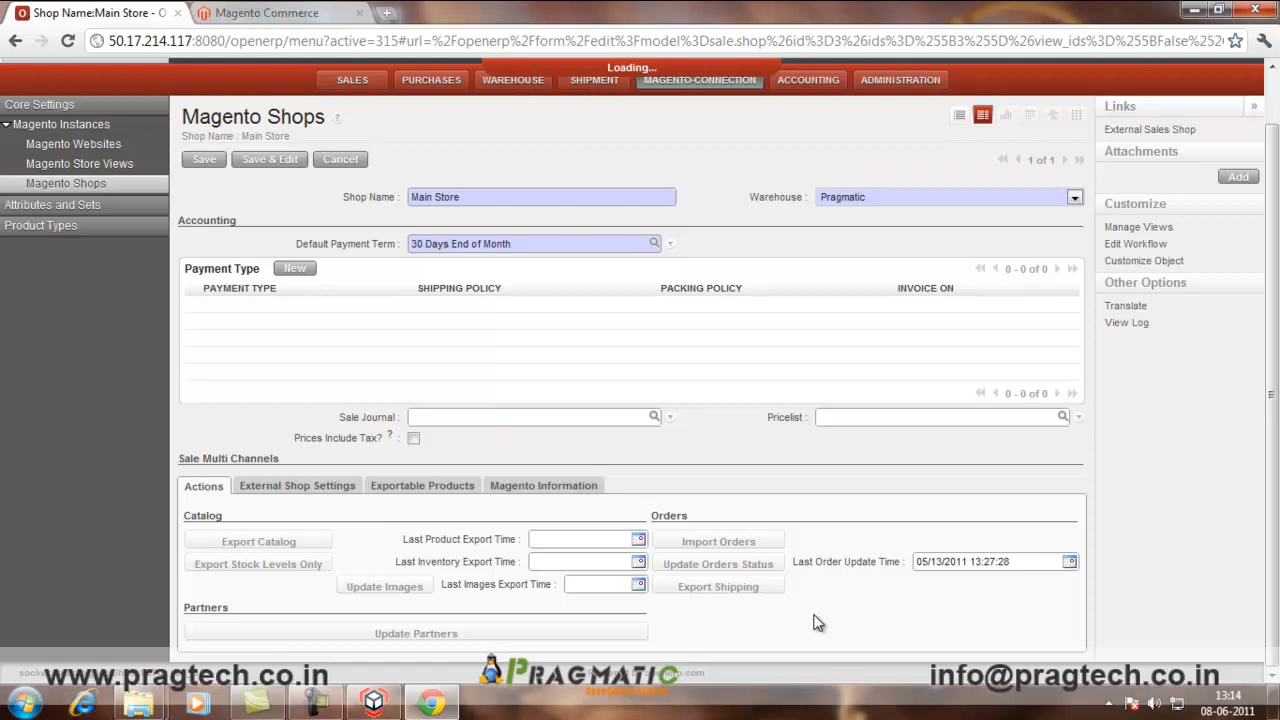 Shop Name:Main Store - O
Magento Commerce
50.17.214.117:8080/openerp/menu?active=315#url=%2Fopenerp%2Fform%2Fedit%3Fmodel%3Dsale.shop%26id%3D3%26ids%3D%255B3%255D%26view_ids%3D%255BFalse%252
Loading...
SALES PURCHASES WAREHOUSE SHIPMENT MAGENTO-CONNECTION ACCOUNTING ADMINISTRATION
Core Settings
Magento Instances
Magento Websites
Magento Store Views
Magento Shops
Attributes and Sets
Product Types
Magento Shops ?
Shop Name : Main Store
Save Save & Edit Cancel
1 of 1
Shop Name : Main Store Warehouse : Pragmatic
Accounting
Default Payment Term : 30 Days End of Month
Payment Type New 0 - 0 of 0
PAYMENT TYPE SHIPPING POLICY PACKING POLICY INVOICE ON
0 - 0 of 0
Sale Journal : Pricelist :
Prices Include Tax? ? :
Sale Multi Channels
Actions External Shop Settings Exportable Products Magento Information
Catalog Orders
Export Catalog Last Product Export Time : Import Orders
Export Stock Levels Only Last Inventory Export Time : Update Orders Status Last Order Update Time : 05/13/2011 13:27:28
Update Images Last Images Export Time : Export Shipping
Partners
Update Partners
Links »
External Sales Shop
Attachments
Add
Customize
Manage Views
Edit Workflow
Customize Object
Other Options
Translate
View Log
www.pragtech.co.in PRAGMATIC info@pragtech.co.in
13:14
08-06-2011